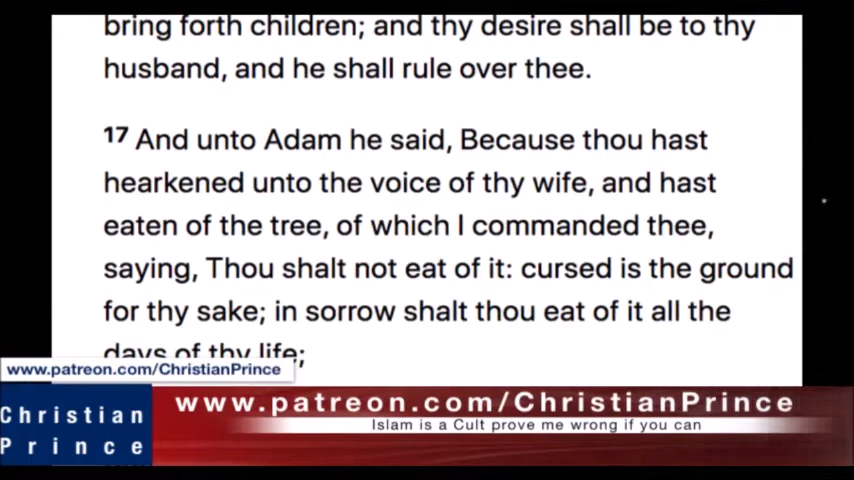 bring forth children; and thy desire shall be to thy
husband, and he shall rule over thee.
17 And unto Adam he said, Because thou hast
hearkened unto the voice of thy wife, and hast
eaten of the tree, of which I commanded thee,
saying, Thou shalt not eat of it: cursed is the ground
for thy sake; in sorrow shalt thou eat of it all the
days of thy life;
www.patreon.com/ChristianPrince
Christian
Prince
www.patreon.com/ChristianPrince
Islam is a Cult prove me wrong if you can